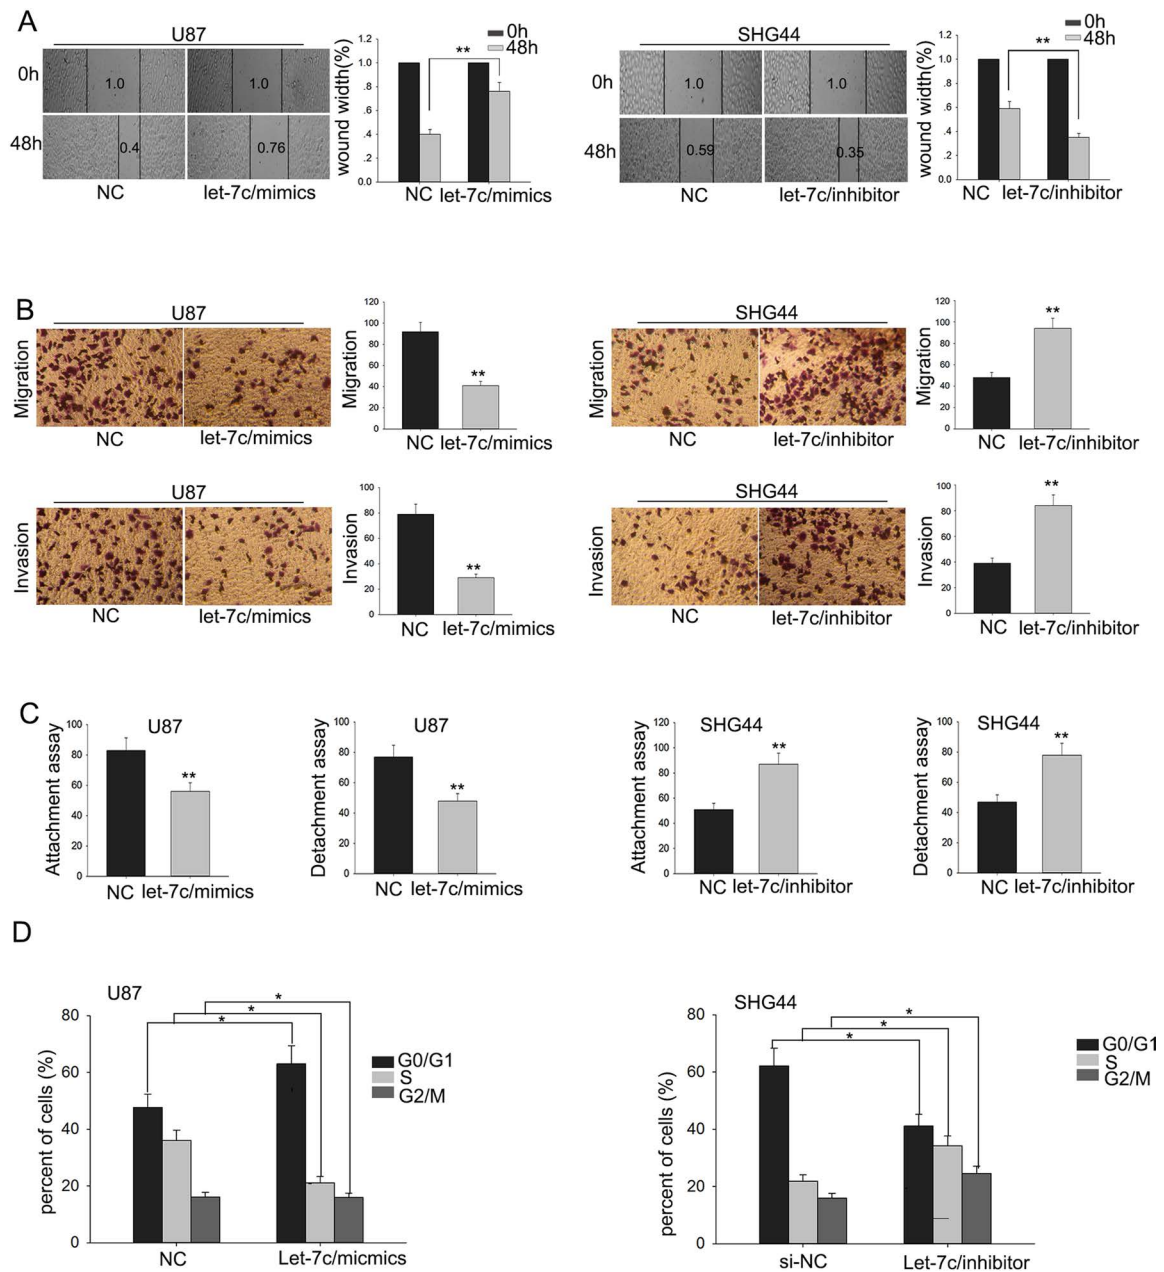 A
U87
0h
48h
1.0
1.0
0.4
0.76
NC
let-7c/mimics
wound width(%)
1.2
1.0
.8
.6
.4
.2
0.0
0h
48h
**
NC
let-7c/mimics
SHG44
0h
48h
1.0
1.0
0.59
0.35
NC
let-7c/inhibitor
wound width(%)
1.2
1.0
.8
.6
.4
.2
0.0
0h
48h
**
NC
let-7c/inhibitor
B
U87
Migration
NC
let-7c/mimics
Migration
120
100
80
60
40
20
0
**
NC
let-7c/mimics
SHG44
Migration
NC
let-7c/inhibitor
Migration
120
100
80
60
40
20
0
**
NC
let-7c/inhibitor
U87
Invasion
NC
let-7c/mimics
Invasion
100
80
60
40
20
0
**
NC
let-7c/mimics
SHG44
Invasion
NC
let-7c/inhibitor
Invasion
100
80
60
40
20
0
**
NC
let-7c/inhibitor
C
U87
Attachment assay
100
80
60
40
20
0
**
NC
let-7c/mimics
U87
Detachment assay
100
80
60
40
20
0
**
NC
let-7c/mimics
SHG44
Attachment assay
120
100
80
60
40
20
0
**
NC
let-7c/inhibitor
SHG44
Detachment assay
100
80
60
40
20
0
**
NC
let-7c/inhibitor
D
U87
percent of cells (%)
80
60
40
20
0
*
*
*
G0/G1
S
G2/M
NC
Let-7c/micmics
SHG44
percent of cells (%)
80
60
40
20
0
*
*
*
G0/G1
S
G2/M
si-NC
Let-7c/inhibitor